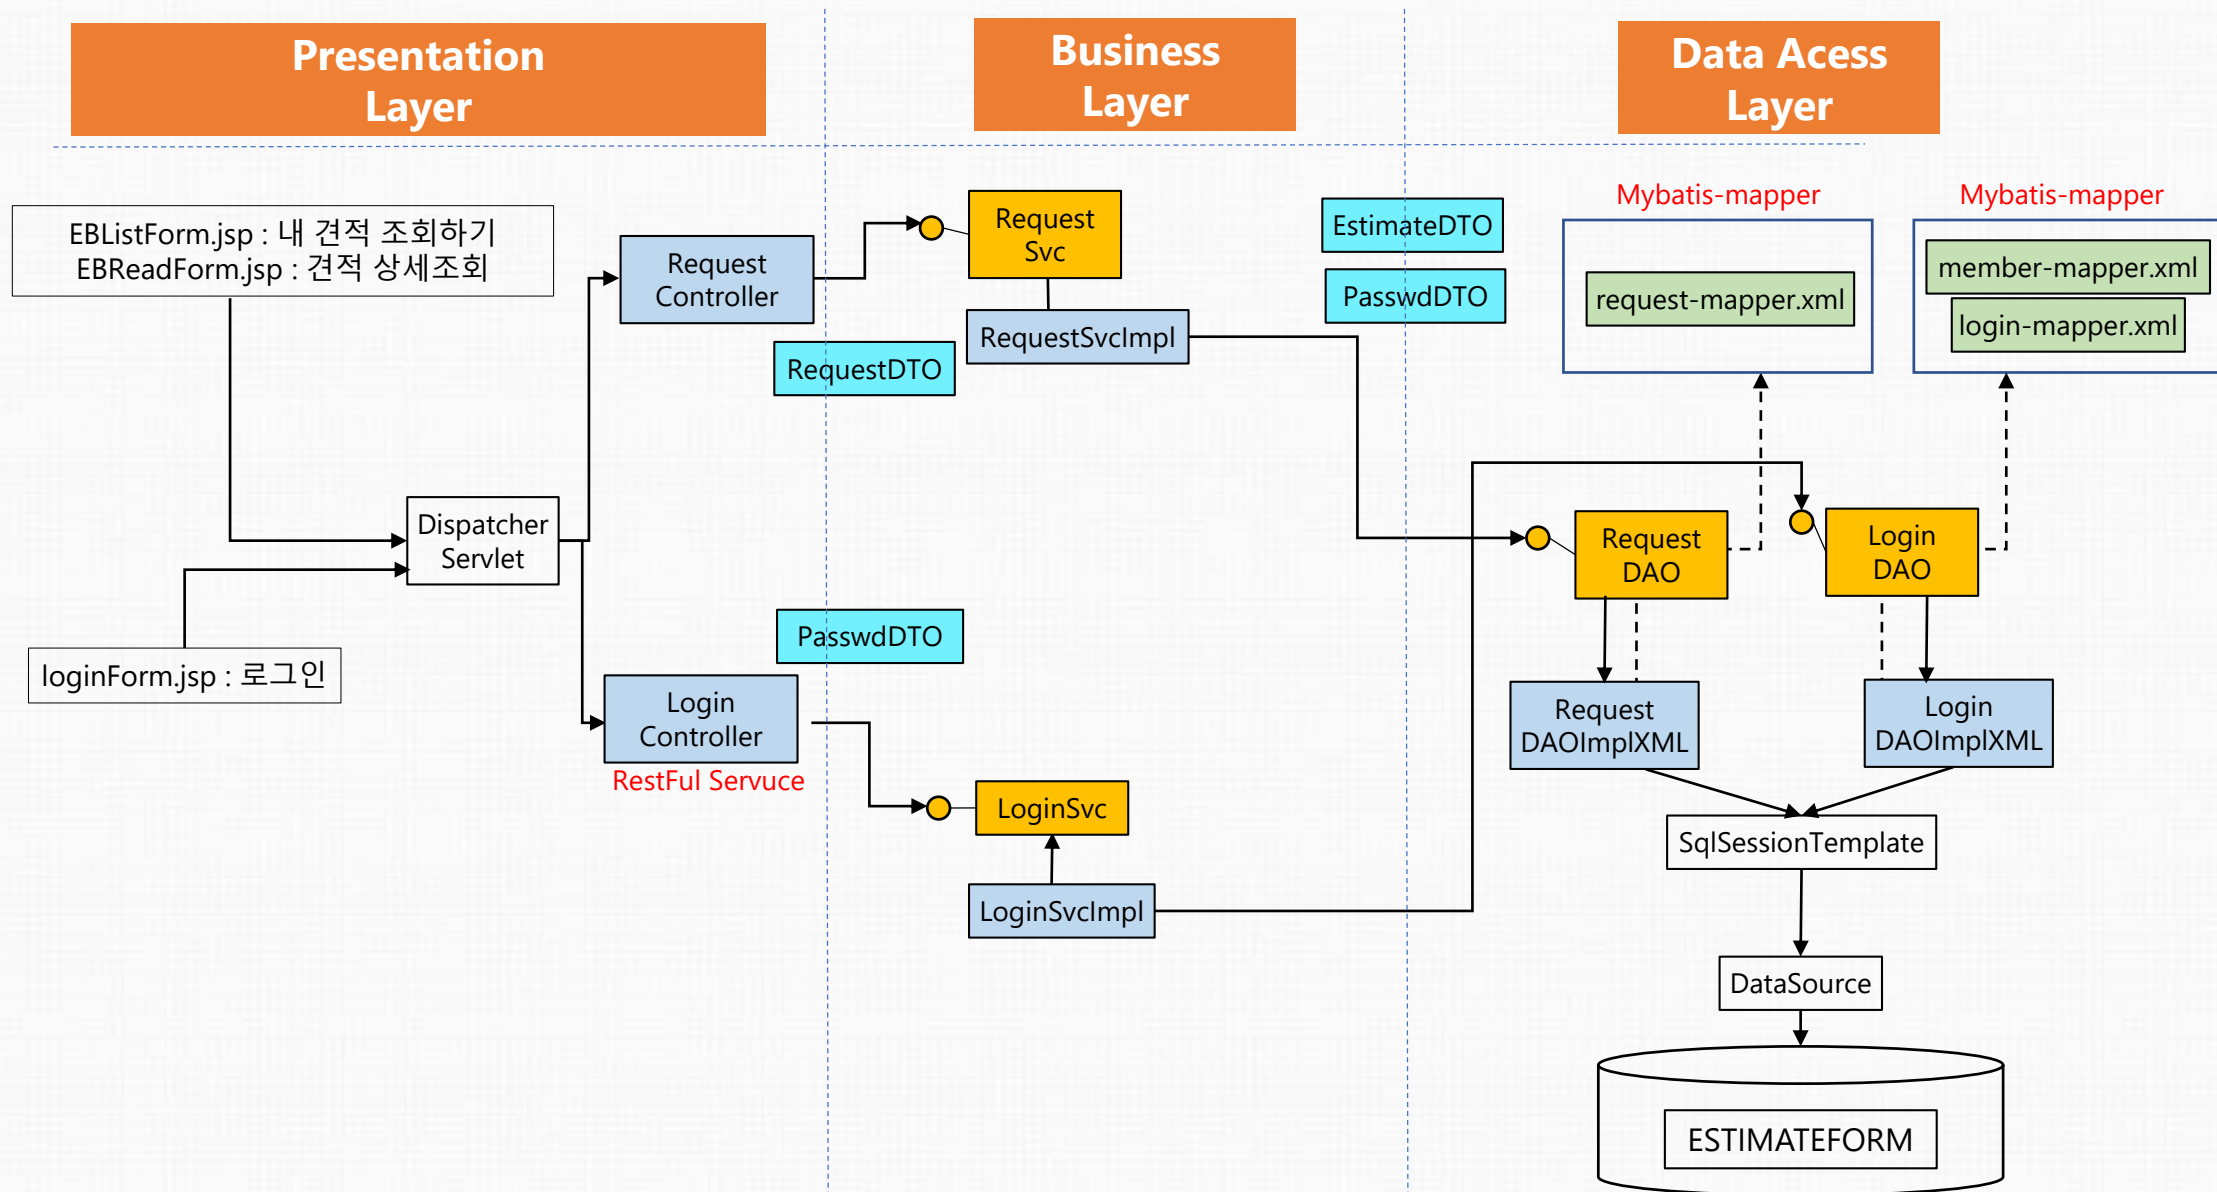 Presentation
Layer
Business
Layer
Data Acess
Layer
EBListForm.jsp : 내 견적 조회하기
EBReadForm.jsp : 견적 상세조회
Request
Controller
RequestDTO
Request
Svc
RequestSvcImpl
EstimateDTO
PasswdDTO
Mybatis-mapper
request-mapper.xml
Mybatis-mapper
member-mapper.xml
login-mapper.xml
Dispatcher
Servlet
loginForm.jsp : 로그인
PasswdDTO
Login
Controller
RestFul Servuce
LoginSvc
LoginSvcImpl
Request
DAO
Login
DAO
Request
DAOImplXML
Login
DAOImplXML
SqlSessionTemplate
DataSource
ESTIMATEFORM